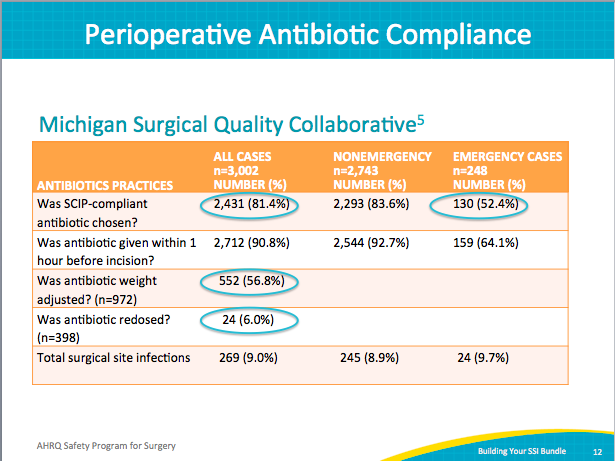 Perioperative Antibiotic Compliance
Michigan Surgical Quality Collaborative5
ANTIBIOTICS PRACTICES
ALL CASES
n=3,002
NUMBER (%)
NONEMERGENCY
n=2,743
NUMBER (%)
EMERGENCY CASES
n=248
NUMBER (%)
Was SCIP-compliant
antibiotic chosen?
2,431 (81.4%)
2,293 (83.6%)
130 (52.4%)
Was antibiotic given within 1
hour before incision?
2,712 (90.8%)
2,544 (92.7%)
159 (64.1%)
Was antibiotic weight
adjusted? (n=972)
552 (56.8%)
Was antibiotic redosed?
(n=398)
24 (6.0%)
Total surgical site infections
269 (9.0%)
245 (8.9%)
24 (9.7%)
AHRQ Safety Program for Surgery
Building Your SSI Bundle
12